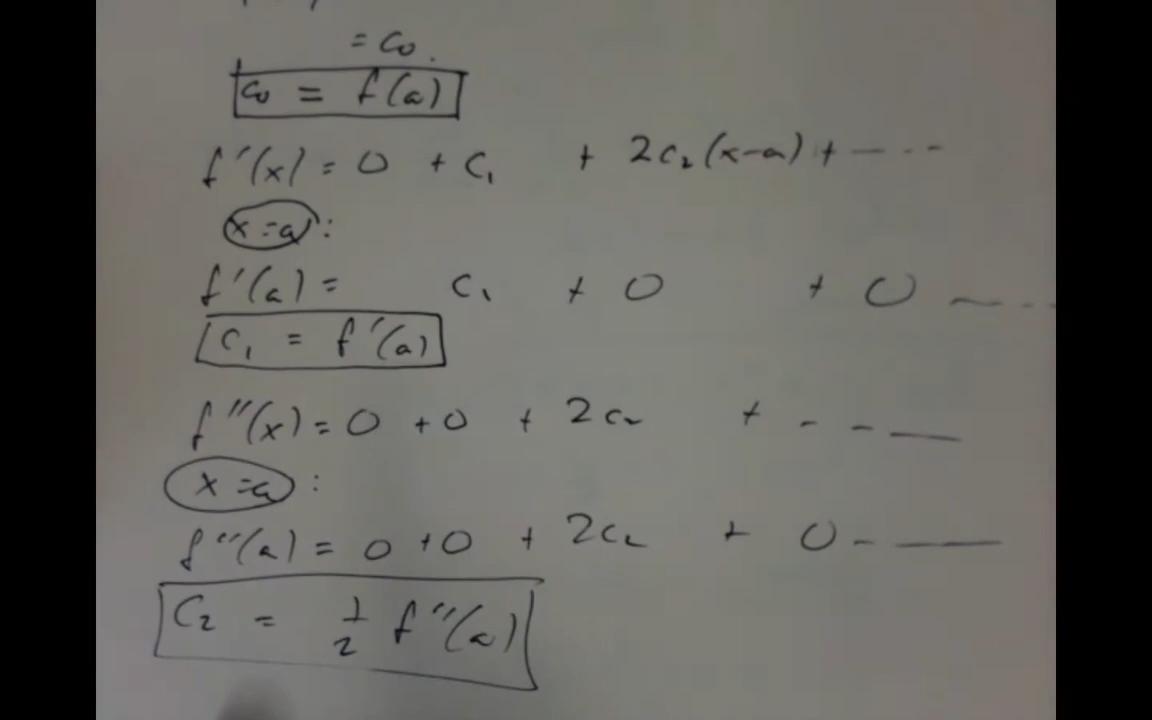 = c₀.
c₀ = f(a)
f'(x) = 0 + c₁ + 2c₂(x-a) + - - - -
x = a :
f'(a) = c₁ + 0 + 0 - - - -
c₁ = f'(a)
f''(x) = 0 + 0 + 2c₂ + - - -
x = a :
f''(a) = 0 + 0 + 2c₂ + 0 - -
c₂ = 1/2 f''(a)